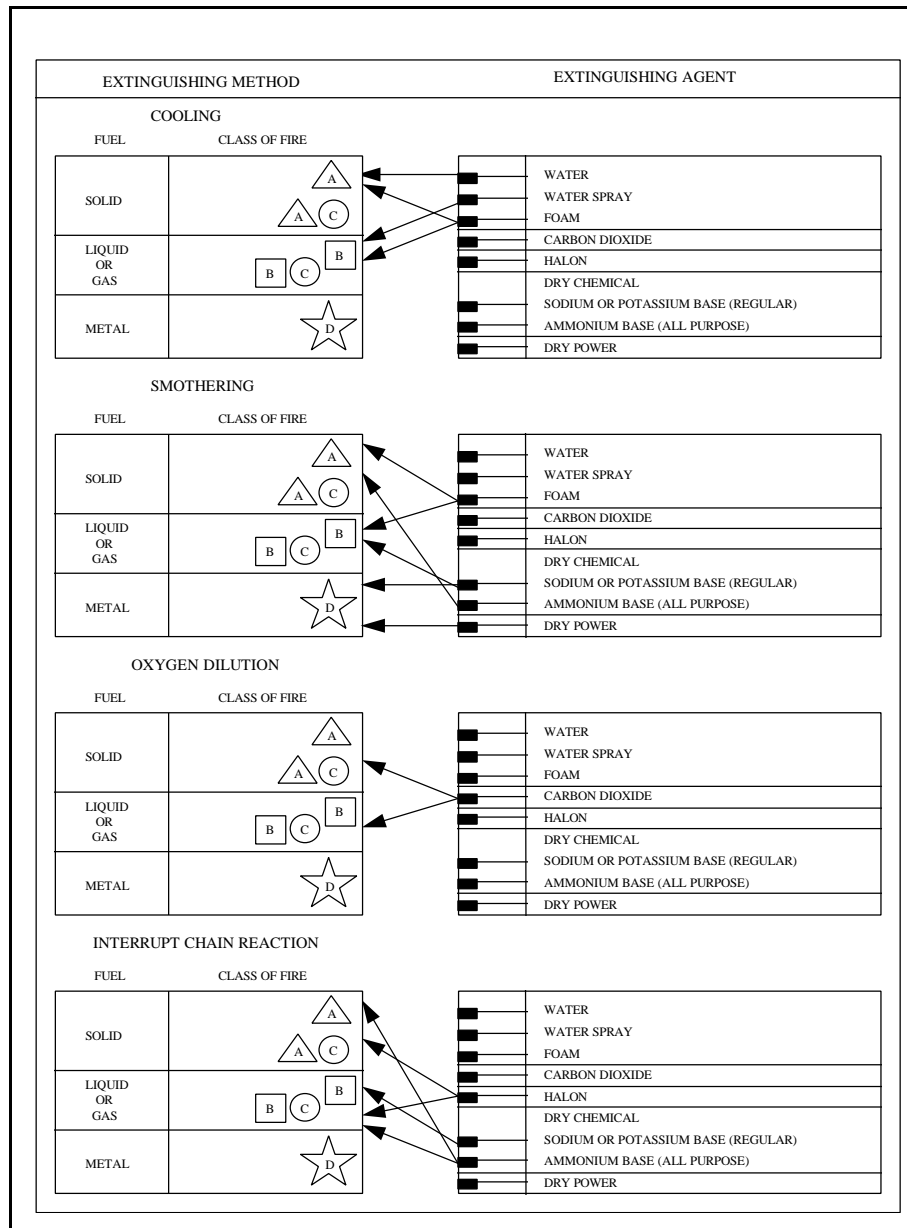 EXTINGUISHING METHOD EXTINGUISHING AGENT
COOLING
FUEL CLASS OF FIRE
A WATER
SOLID WATER SPRAY
A C FOAM
LIQUID B CARBON DIOXIDE
OR B C HALON
GAS DRY CHEMICAL
SODIUM OR POTASSIUM BASE (REGULAR)
METAL D AMMONIUM BASE (ALL PURPOSE)
DRY POWER
SMOTHERING
FUEL CLASS OF FIRE
A WATER
SOLID WATER SPRAY
A C FOAM
LIQUID B CARBON DIOXIDE
OR B C HALON
GAS DRY CHEMICAL
SODIUM OR POTASSIUM BASE (REGULAR)
METAL D AMMONIUM BASE (ALL PURPOSE)
DRY POWER
OXYGEN DILUTION
FUEL CLASS OF FIRE
A WATER
SOLID WATER SPRAY
A C FOAM
LIQUID B CARBON DIOXIDE
OR B C HALON
GAS DRY CHEMICAL
SODIUM OR POTASSIUM BASE (REGULAR)
METAL D AMMONIUM BASE (ALL PURPOSE)
DRY POWER
INTERRUPT CHAIN REACTION
FUEL CLASS OF FIRE
A WATER
SOLID WATER SPRAY
A C FOAM
LIQUID B CARBON DIOXIDE
OR B C HALON
GAS DRY CHEMICAL
SODIUM OR POTASSIUM BASE (REGULAR)
METAL D AMMONIUM BASE (ALL PURPOSE)
DRY POWER